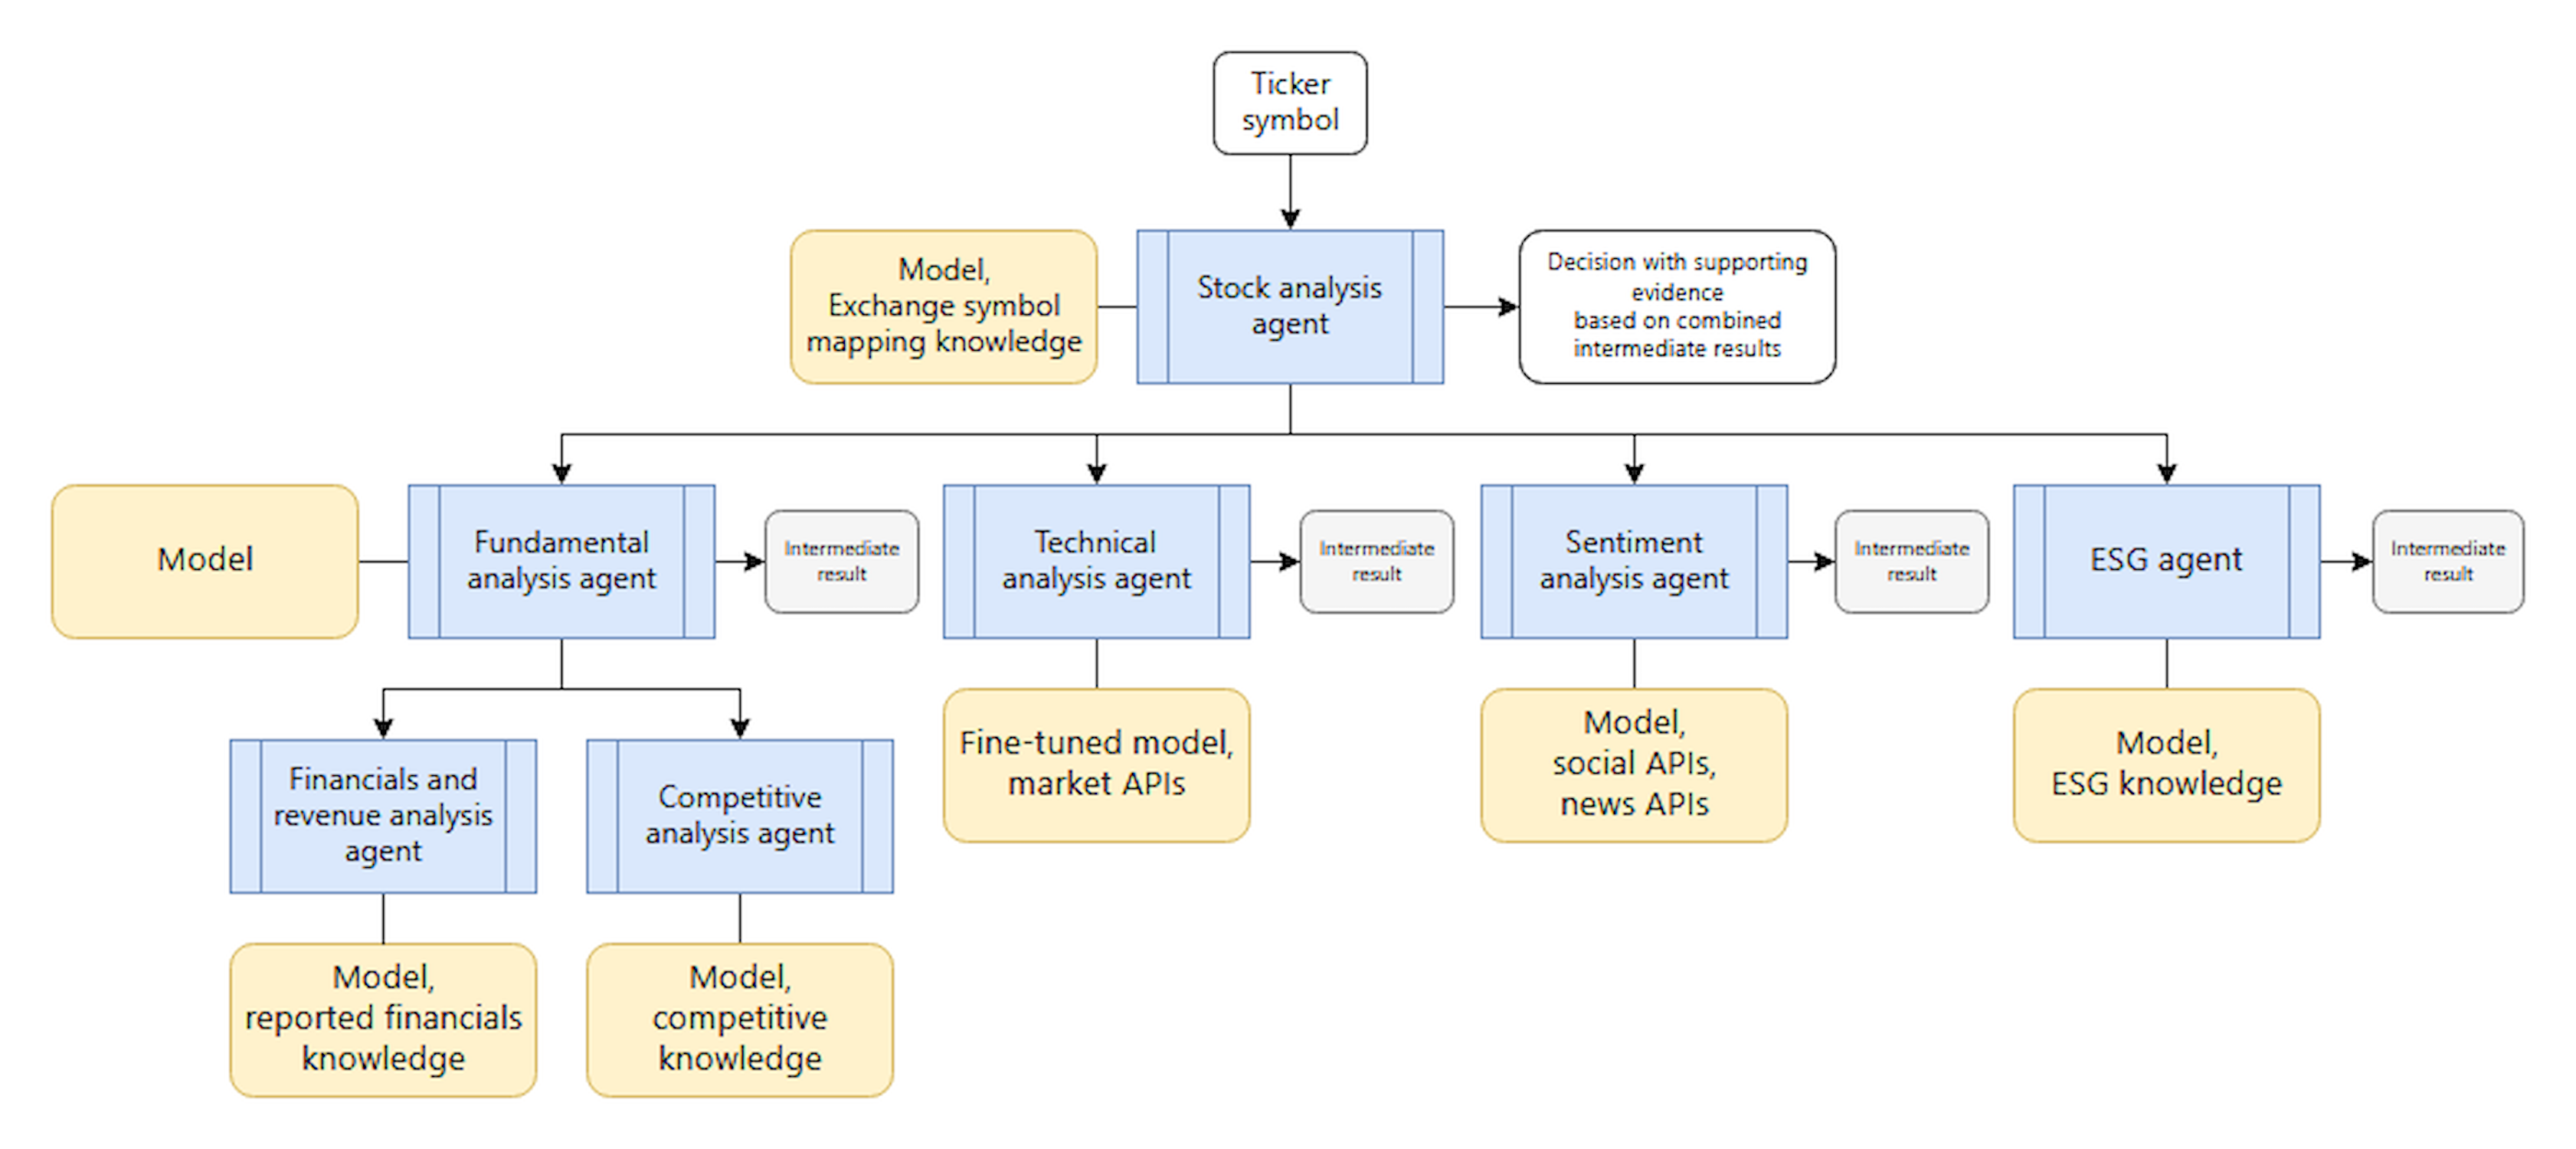 Ticker
symbol
Model,
Exchange symbol
mapping knowledge
Stock analysis
agent
Decision with supporting
evidence
based on combined
intermediate results
Model
Fundamental
analysis agent
Intermediate
result
Technical
analysis agent
Intermediate
result
Sentiment
analysis agent
Intermediate
result
ESG agent
Intermediate
result
Financials and
revenue analysis
agent
Competitive
analysis agent
Fine-tuned model,
market APIs
Model,
social APIs,
news APIs
Model,
ESG knowledge
Model,
reported financials
knowledge
Model,
competitive
knowledge